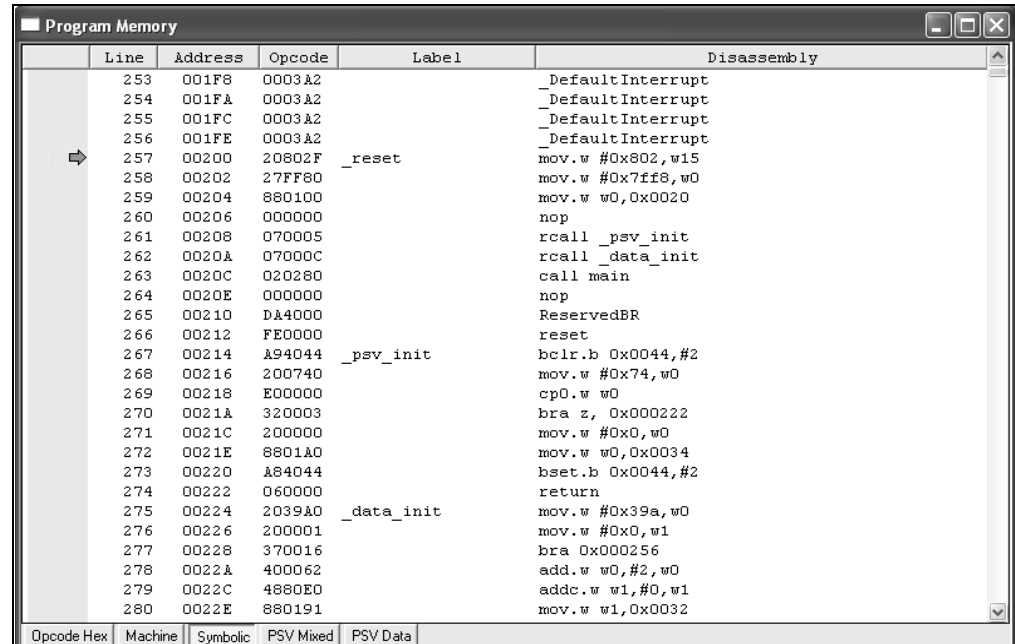 Program Memory
Line Address Opcode Label Disassembly
253 001F8 0003A2 _DefaultInterrupt
254 001FA 0003A2 _DefaultInterrupt
255 001FC 0003A2 _DefaultInterrupt
256 001FE 0003A2 _DefaultInterrupt
257 00200 20802F _reset mov.w #0x802,w15
258 00202 27FF80 mov.w #0x7ff8,w0
259 00204 880100 mov.w w0,0x0020
260 00206 000000 nop
261 00208 070005 rcall _psv_init
262 0020A 07000C rcall _data_init
263 0020C 020280 call main
264 0020E 000000 nop
265 00210 DA4000 ReservedBR
266 00212 FE0000 reset
267 00214 A94044 _psv_init bclr.b 0x0044,#2
268 00216 200740 mov.w #0x74,w0
269 00218 E00000 cp0.w w0
270 0021A 320003 bra z, 0x000222
271 0021C 200000 mov.w #0x0,w0
272 0021E 8801A0 mov.w w0,0x0034
273 00220 A84044 bset.b 0x0044,#2
274 00222 060000 return
275 00224 2039A0 _data_init mov.w #0x39a,w0
276 00226 200001 mov.w #0x0,w1
277 00228 370016 bra 0x000256
278 0022A 400062 add.w w0,#2,w0
279 0022C 4880E0 addc.w w1,#0,w1
280 0022E 880191 mov.w w1,0x0032
Opcode Hex Machine Symbolic PSV Mixed PSV Data